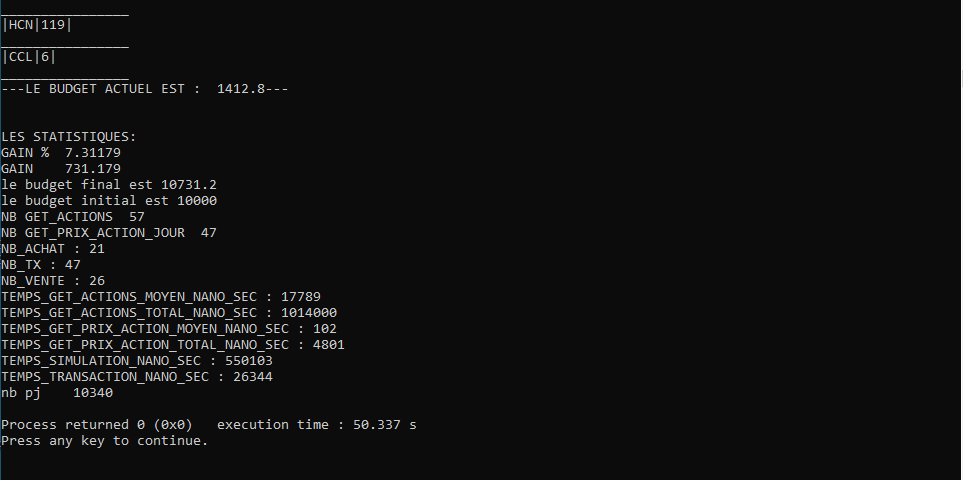 ________________
|HCN|119|
________________
|CCL|6|
________________
---LE BUDGET ACTUEL EST :  1412.8---
LES STATISTIQUES:
GAIN %  7.31179
GAIN    731.179
le budget final est 10731.2
le budget initial est 10000
NB GET_ACTIONS  57
NB GET_PRIX_ACTION_JOUR  47
NB_ACHAT : 21
NB_TX : 47
NB_VENTE : 26
TEMPS_GET_ACTIONS_MOYEN_NANO_SEC : 17789
TEMPS_GET_ACTIONS_TOTAL_NANO_SEC : 1014000
TEMPS_GET_PRIX_ACTION_MOYEN_NANO_SEC : 102
TEMPS_GET_PRIX_ACTION_TOTAL_NANO_SEC : 4801
TEMPS_SIMULATION_NANO_SEC : 550103
TEMPS_TRANSACTION_NANO_SEC : 26344
nb pj    10340
Process returned 0 (0x0)   execution time : 50.337 s
Press any key to continue.